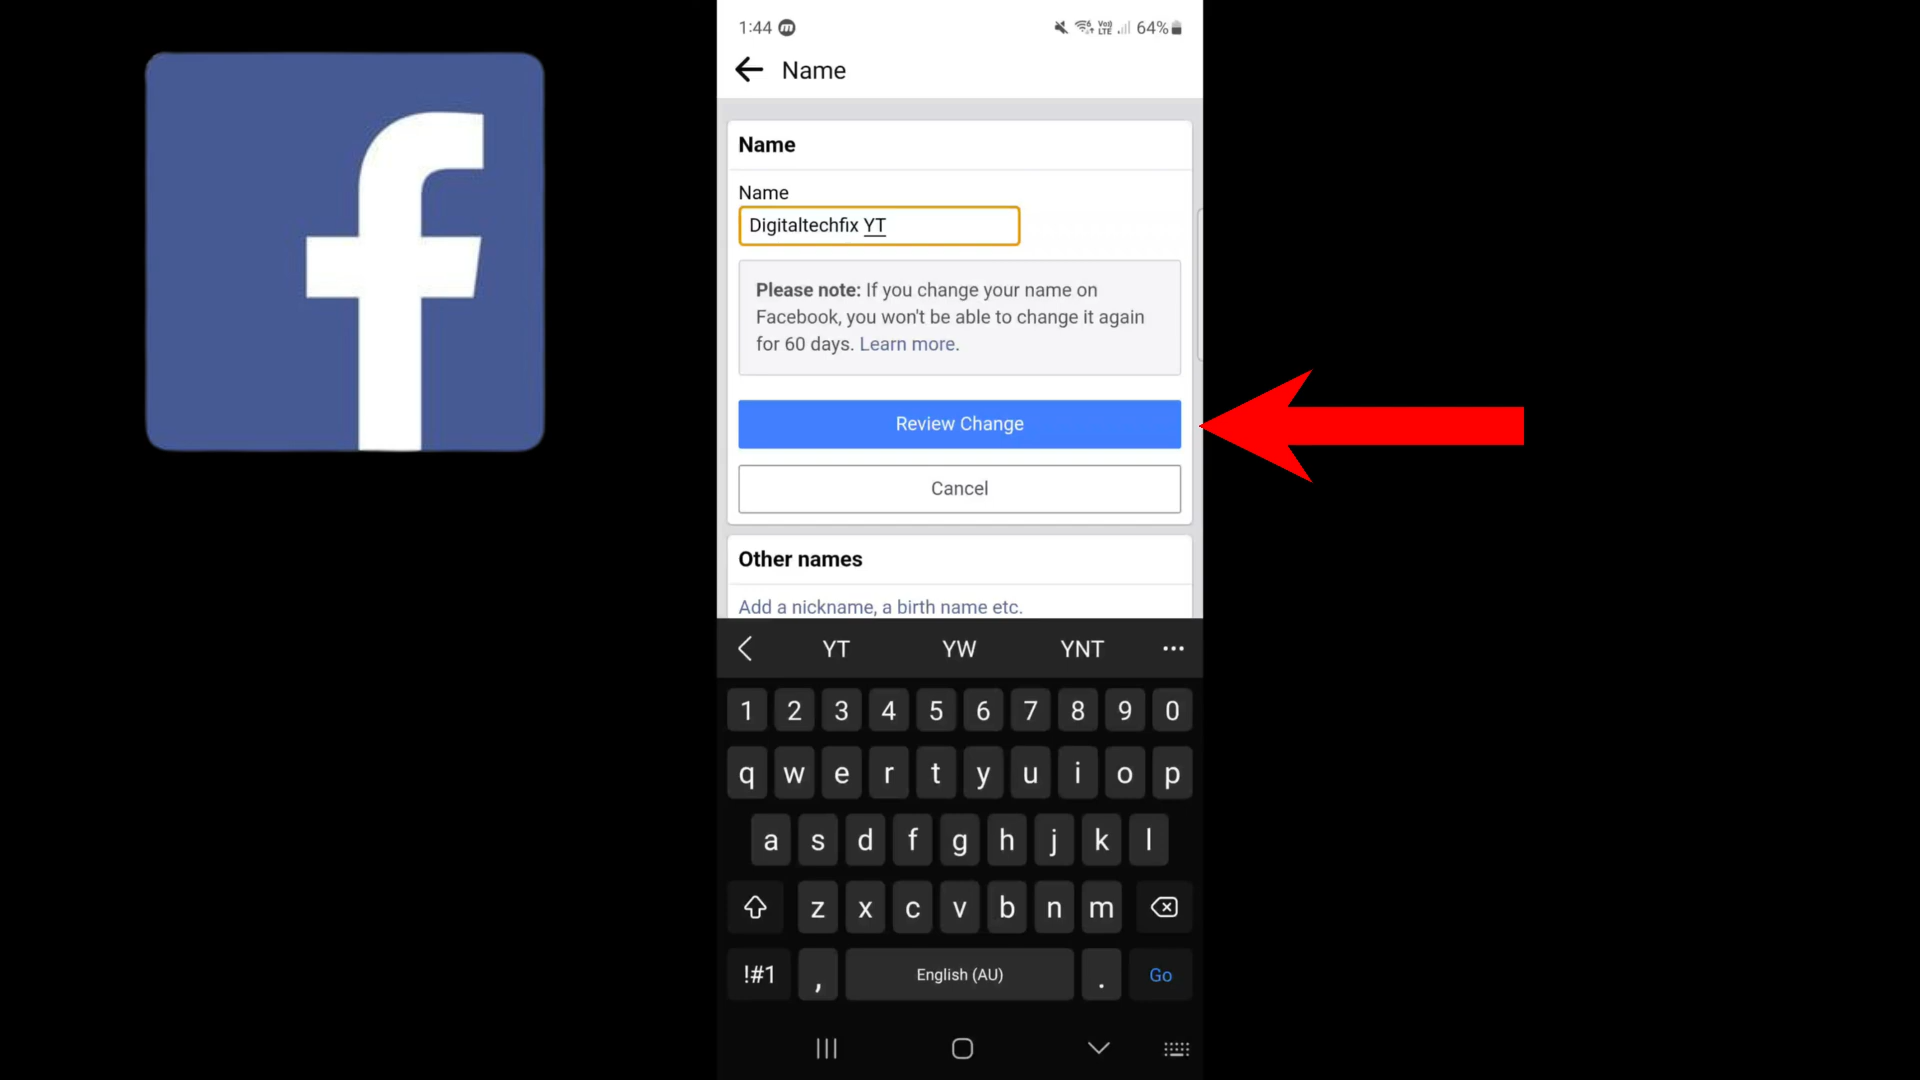 1:44
64%
Name
Name
Name
Digitaltechfix YT
Please note: If you change your name on
Facebook, you won't be able to change it again
for 60 days. Learn more.
Review Change
Cancel
Other names
Add a nickname, a birth name etc.
YT YW YNT
1 2 3 4 5 6 7 8 9 0
q w e r t y u i o p
a s d f g h j k l
z x c v b n m
!#1 , English (AU) . Go